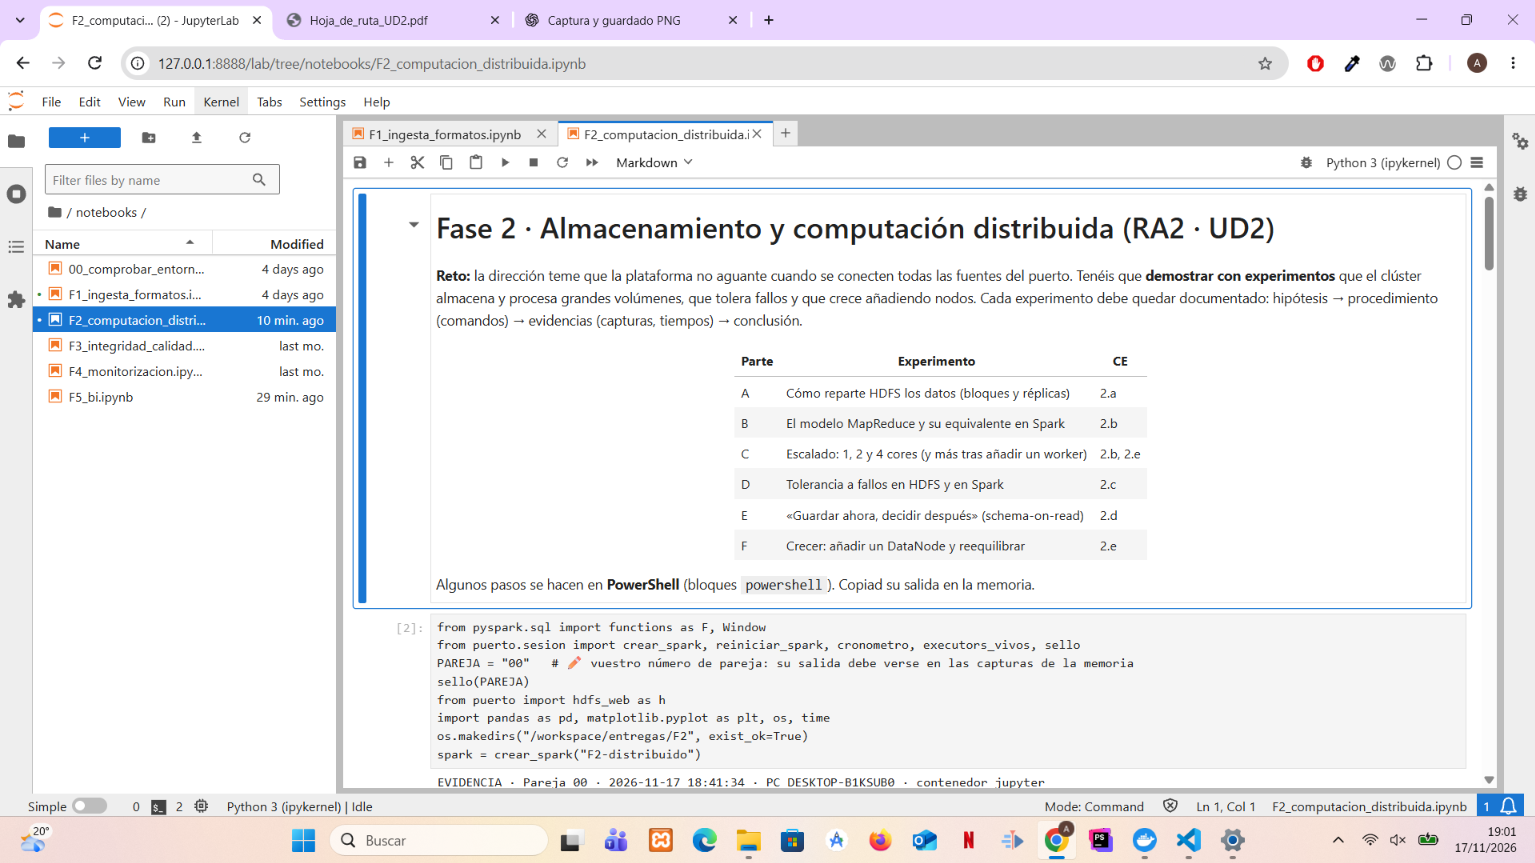 F2_computaci... (2) - JupyterLab
Hoja_de_ruta_UD2.pdf
Captura y guardado PNG
127.0.0.1:8888/lab/tree/notebooks/F2_computacion_distribuida.ipynb
A
File Edit View Run Kernel Tabs Settings Help
F1_ingesta_formatos.ipynb
F2_computacion_distribuida.i
Markdown
Python 3 (ipykernel)
Filter files by name
/ notebooks /
Name Modified
00_comprobar_entorn... 4 days ago
F1_ingesta_formatos.i... 4 days ago
F2_computacion_distri... 10 min. ago
F3_integridad_calidad.... last mo.
F4_monitorizacion.ipy... last mo.
F5_bi.ipynb 29 min. ago
Fase 2 · Almacenamiento y computación distribuida (RA2 · UD2)
Reto: la dirección teme que la plataforma no aguante cuando se conecten todas las fuentes del puerto. Tenéis que demostrar con experimentos que el clúster
almacena y procesa grandes volúmenes, que tolera fallos y que crece añadiendo nodos. Cada experimento debe quedar documentado: hipótesis → procedimiento
(comandos) → evidencias (capturas, tiempos) → conclusión.
Parte Experimento CE
A Cómo reparte HDFS los datos (bloques y réplicas) 2.a
B El modelo MapReduce y su equivalente en Spark 2.b
C Escalado: 1, 2 y 4 cores (y más tras añadir un worker) 2.b, 2.e
D Tolerancia a fallos en HDFS y en Spark 2.c
E «Guardar ahora, decidir después» (schema-on-read) 2.d
F Crecer: añadir un DataNode y reequilibrar 2.e
Algunos pasos se hacen en PowerShell (bloques powershell ). Copiad su salida en la memoria.
[2]:
from pyspark.sql import functions as F, Window
from puerto.sesion import crear_spark, reiniciar_spark, cronometro, executors_vivos, sello
PAREJA = "00" # ✏️ vuestro número de pareja: su salida debe verse en las capturas de la memoria
sello(PAREJA)
from puerto import hdfs_web as h
import pandas as pd, matplotlib.pyplot as plt, os, time
os.makedirs("/workspace/entregas/F2", exist_ok=True)
spark = crear_spark("F2-distribuido")
EVIDENCIA · Pareja 00 · 2026-11-17 18:41:34 · PC DESKTOP-B1KSUB0 · contenedor jupyter
Simple 0 2 Python 3 (ipykernel) | Idle Mode: Command Ln 1, Col 1 F2_computacion_distribuida.ipynb 1
20°
Buscar
A
19:01
17/11/2026